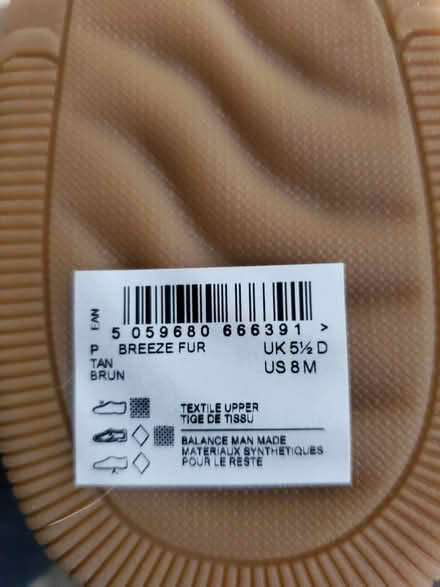 EAN
5 059680 666391 >
P BREEZE FUR UK 5½ D
TAN US 8 M
BRUN
TEXTILE UPPER
TIGE DE TISSU
BALANCE MAN MADE
MATERIAUX SYNTHETIQUES
POUR LE RESTE